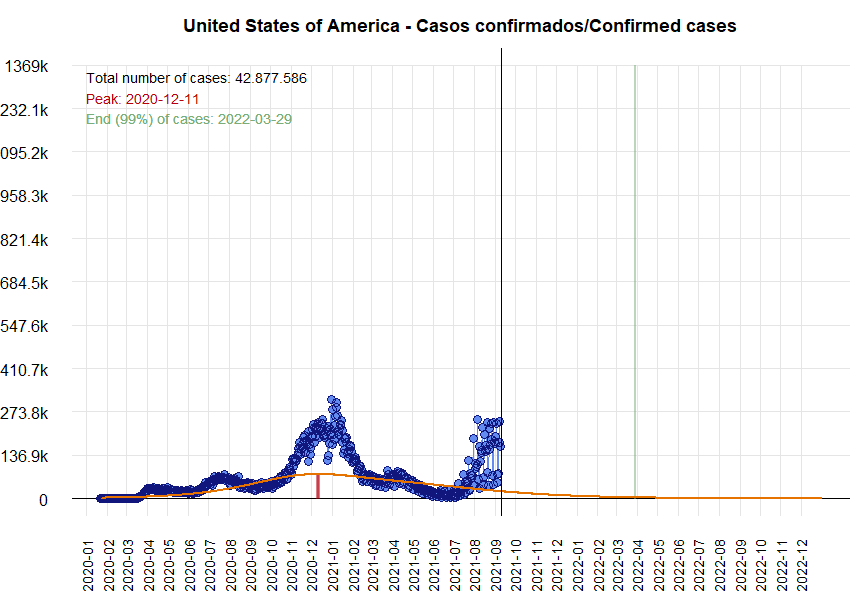 United States of America - Casos confirmados/Confirmed cases
1369k
232.1k
095.2k
958.3k
821.4k
684.5k
547.6k
410.7k
273.8k
136.9k
0
Total number of cases: 42.877.586
Peak: 2020-12-11
End (99%) of cases: 2022-03-29
2020-01
2020-02
2020-03
2020-04
2020-05
2020-06
2020-07
2020-08
2020-09
2020-10
2020-11
2020-12
2021-01
2021-02
2021-03
2021-04
2021-05
2021-06
2021-07
2021-08
2021-09
2021-10
2021-11
2021-12
2022-01
2022-02
2022-03
2022-04
2022-05
2022-06
2022-07
2022-08
2022-09
2022-10
2022-11
2022-12